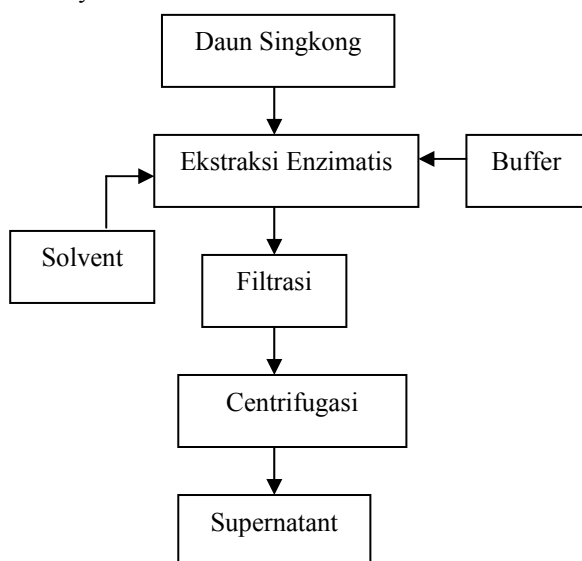 Daun Singkong
Ekstraksi Enzimatis
Buffer
Solvent
Filtrasi
Centrifugasi
Supernatant